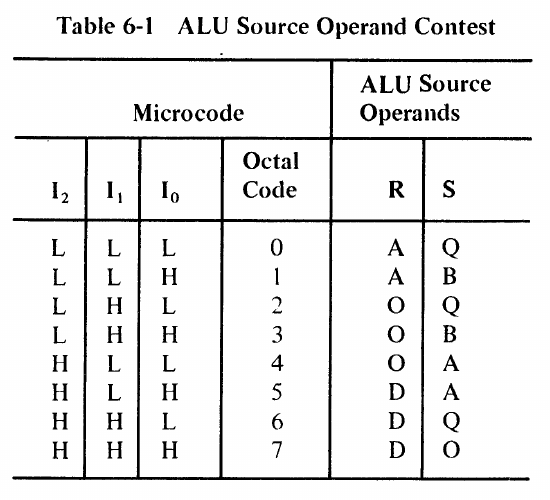 Table 6-1 ALU Source Operand Contest
Microcode ALU Source Operands
I2 I1 I0 Octal Code R S
L L L 0 A Q
L L H 1 A B
L H L 2 O Q
L H H 3 O B
H L L 4 O A
H L H 5 D A
H H L 6 D Q
H H H 7 D O